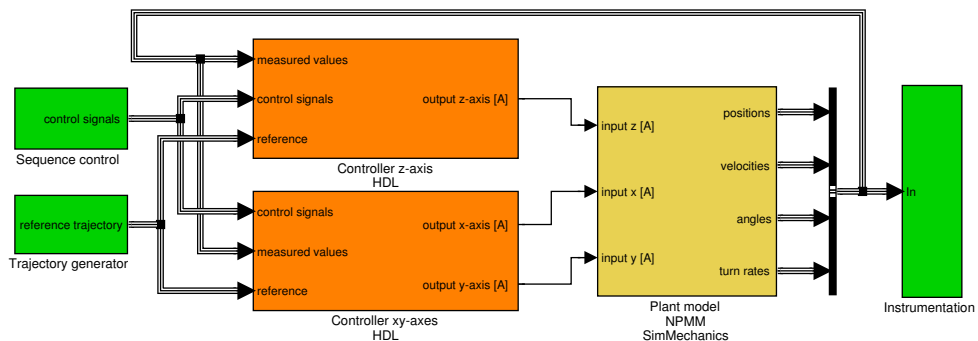 control signals
Sequence control
reference trajectory
Trajectory generator
measured values
control signals
reference
output z-axis [A]
Controller z-axis
HDL
control signals
measured values
reference
output x-axis [A]
output y-axis [A]
Controller xy-axes
HDL
input z [A]
input x [A]
input y [A]
positions
velocities
angles
turn rates
Plant model
NPMM
SimMechanics
In
Instrumentation